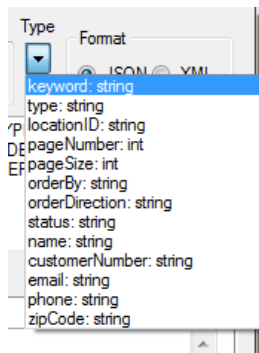 Type
Format
JSON XML
keyword: string
type: string
locationID: string
pageNumber: int
pageSize: int
orderBy: string
orderDirection: string
status: string
name: string
customerNumber: string
email: string
phone: string
zipCode: string